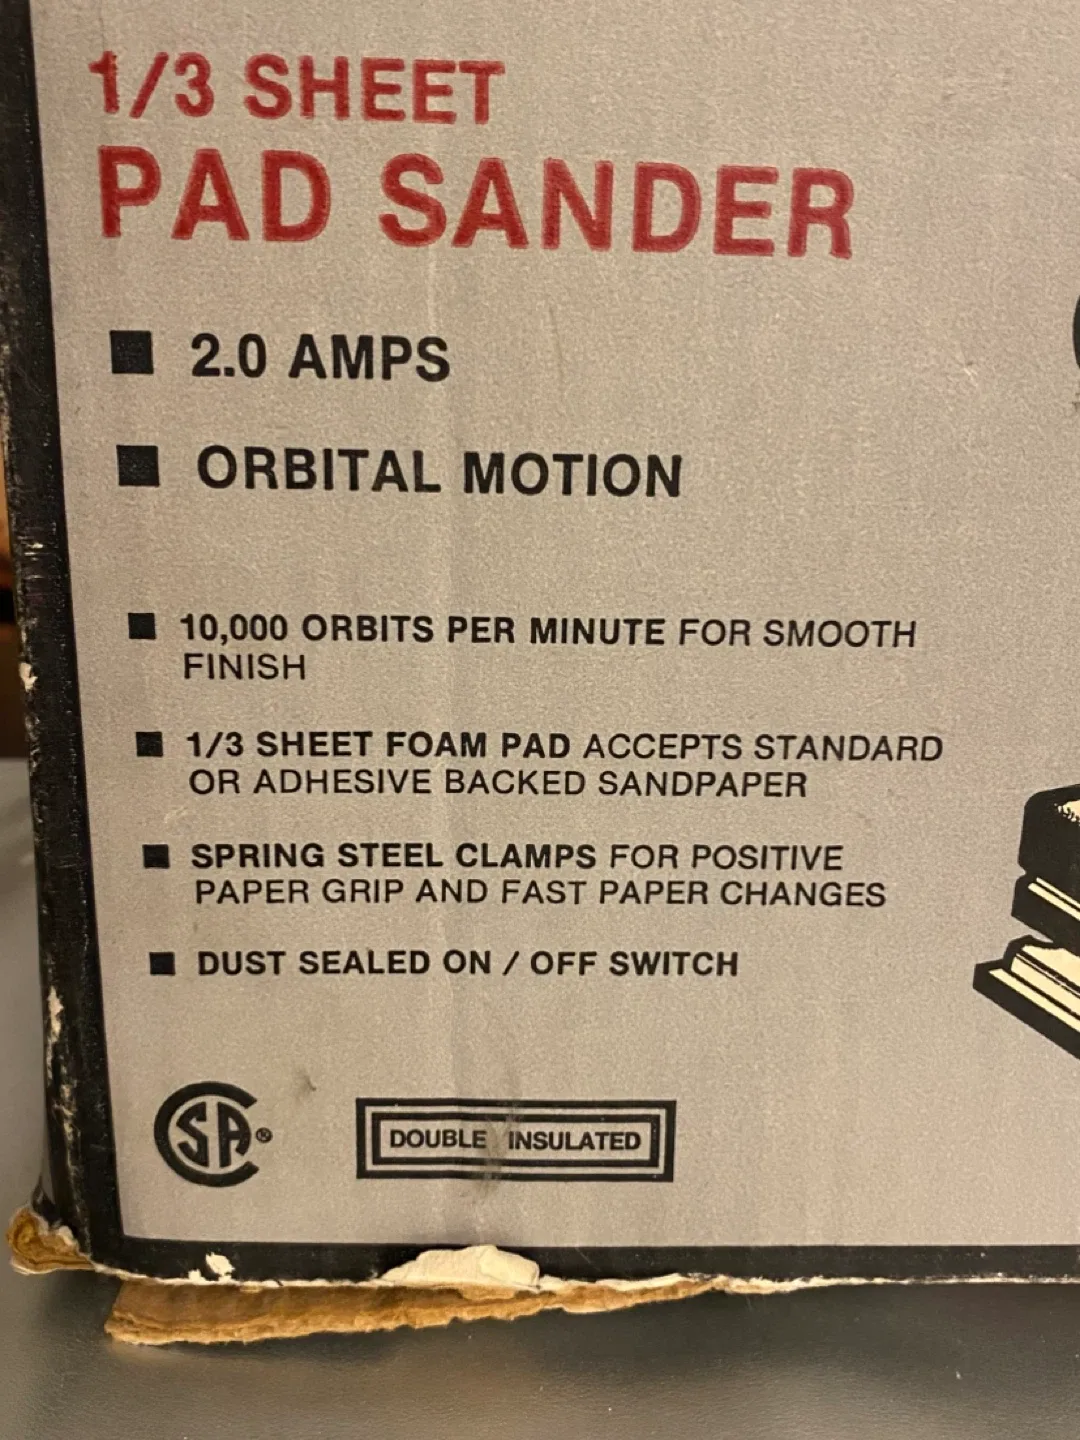 1/3 SHEET
PAD SANDER
■ 2.0 AMPS
■ ORBITAL MOTION
■ 10,000 ORBITS PER MINUTE FOR SMOOTH
FINISH
■ 1/3 SHEET FOAM PAD ACCEPTS STANDARD
OR ADHESIVE BACKED SANDPAPER
■ SPRING STEEL CLAMPS FOR POSITIVE
PAPER GRIP AND FAST PAPER CHANGES
■ DUST SEALED ON / OFF SWITCH
CSA®
DOUBLE INSULATED